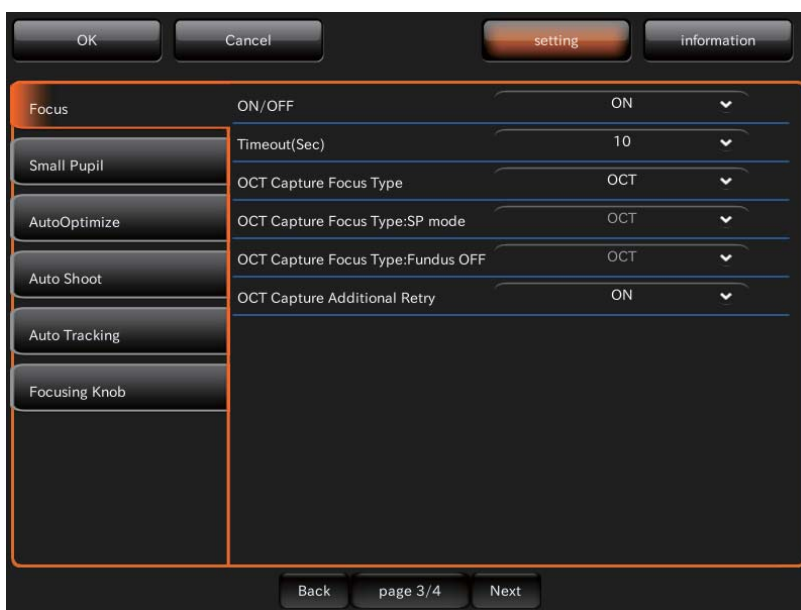 OK Cancel setting information
Focus ON/OFF ON
Timeout(Sec) 10
Small Pupil
OCT Capture Focus Type OCT
AutoOptimize OCT Capture Focus Type:SP mode OCT
OCT Capture Focus Type:Fundus OFF OCT
Auto Shoot
OCT Capture Additional Retry ON
Auto Tracking
Focusing Knob
Back page 3/4 Next